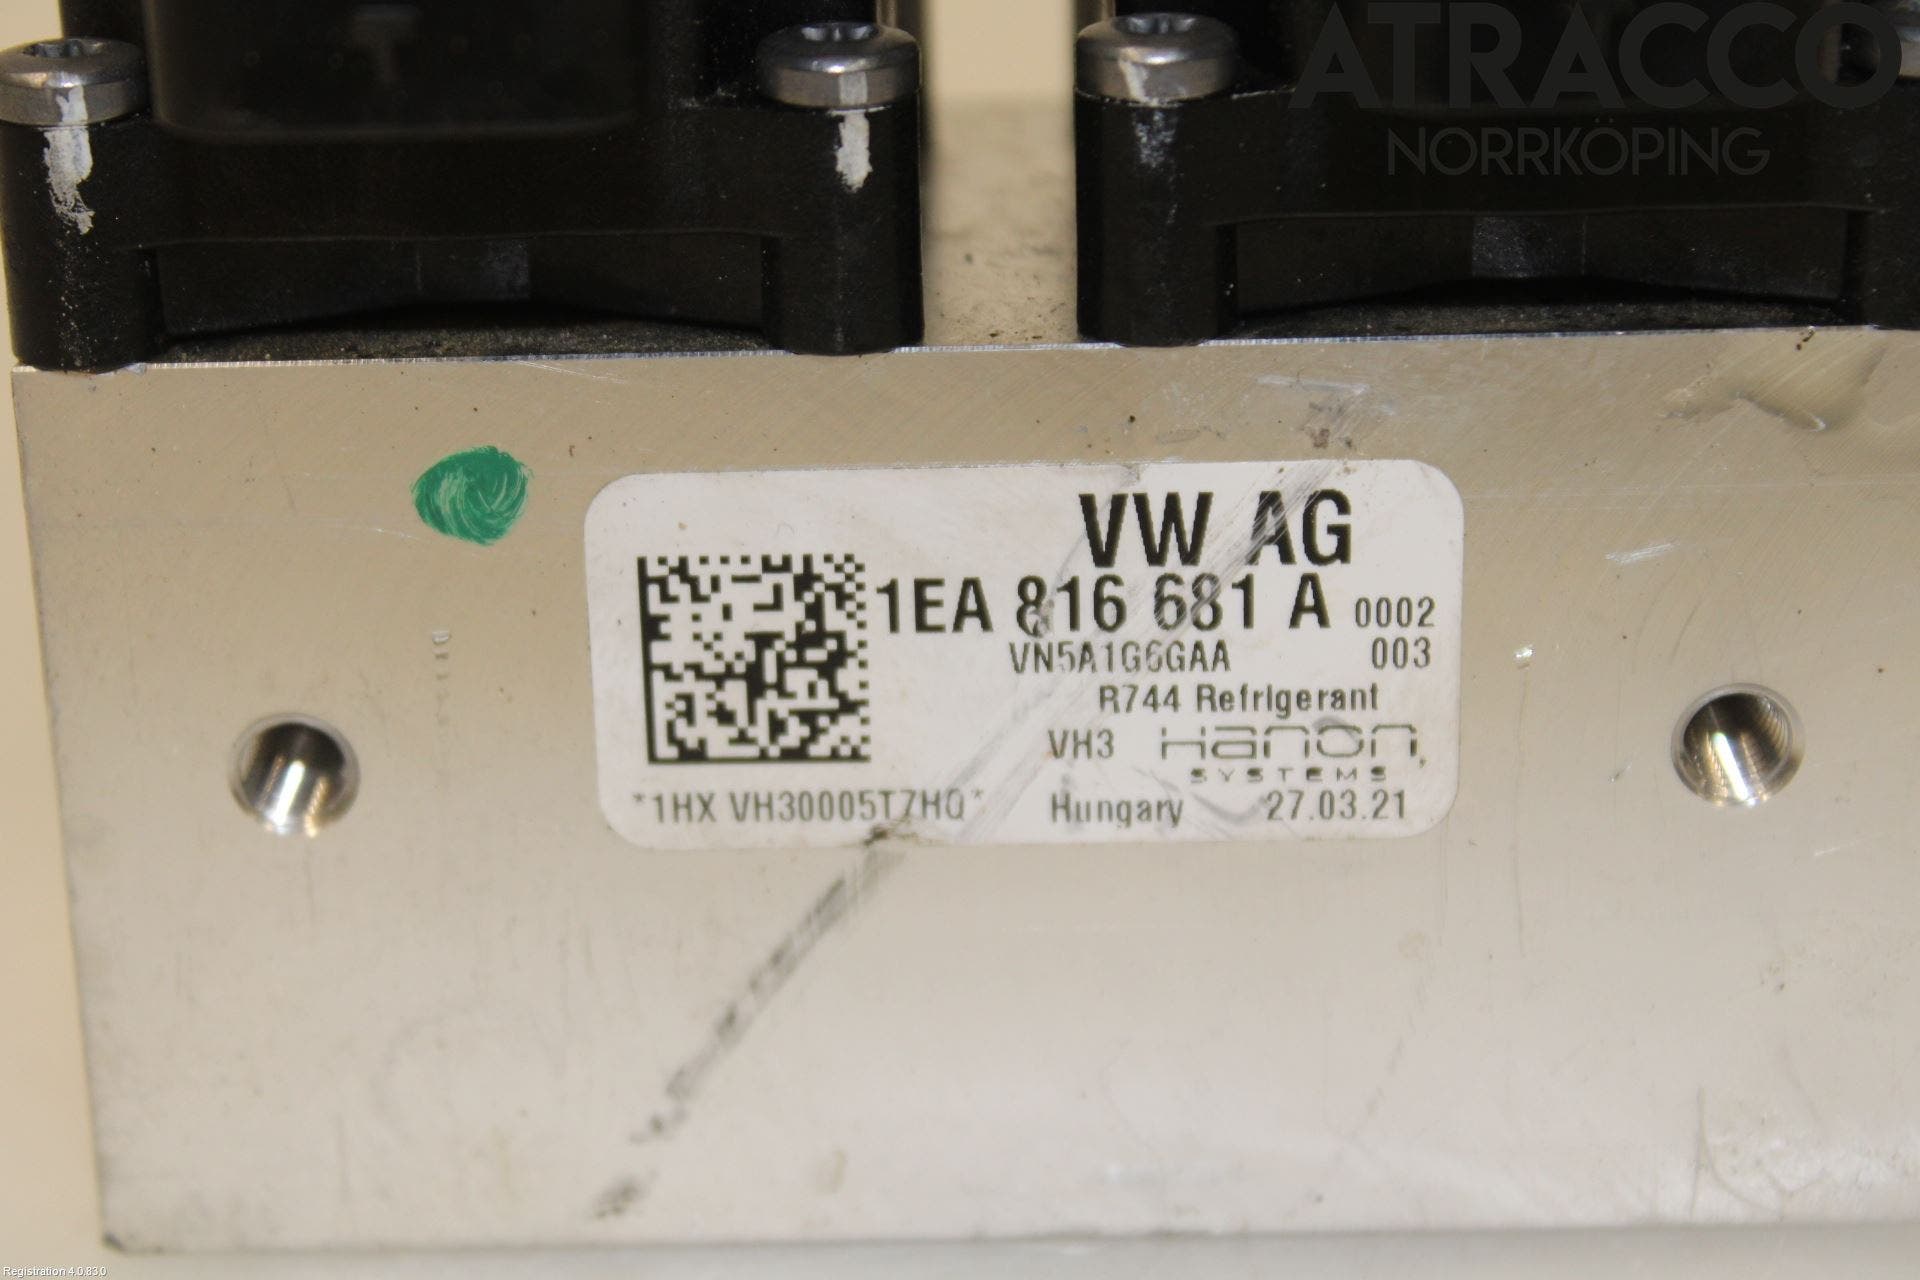 ATRACCO
NORRKÖPING
VW AG
1EA 816 681 A 0002
VN5A1G6GAA 003
R744 Refrigerant
VH3 Hanon
SYSTEMS
*1HX VH30005T7HQ* Hungary 27.03.21
Registration 4.0.83.0